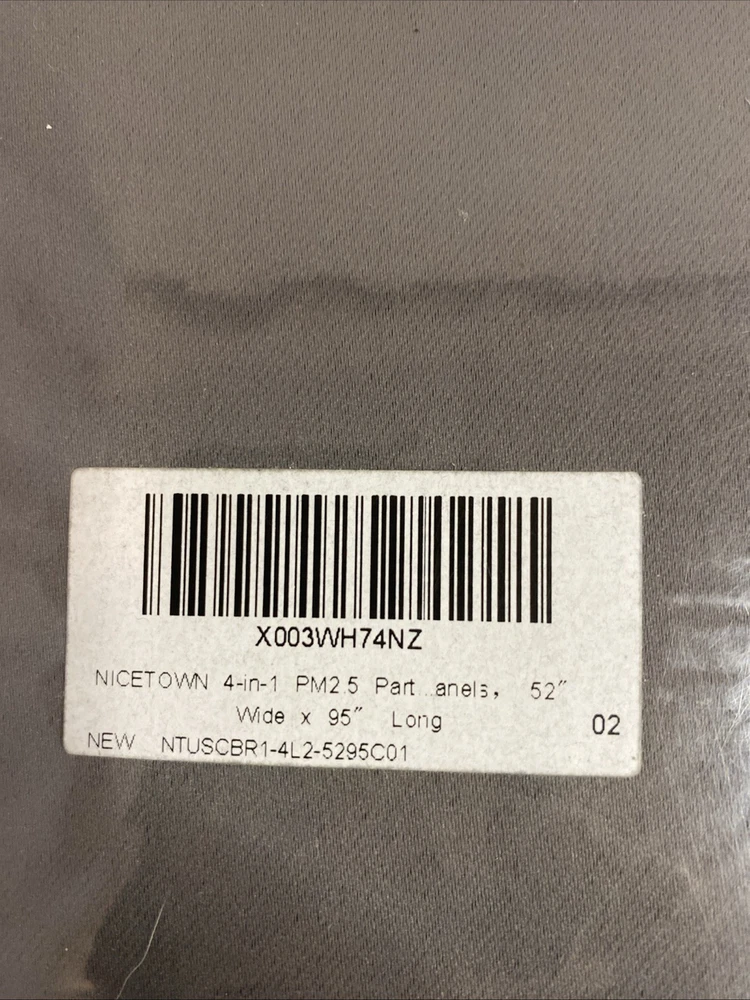 X003WH74NZ
NICETOWN 4-in-1 PM2.5 Part...anels, 52"
Wide x 95" Long
02
NEW NTUSCBR1-4L2-5295C01